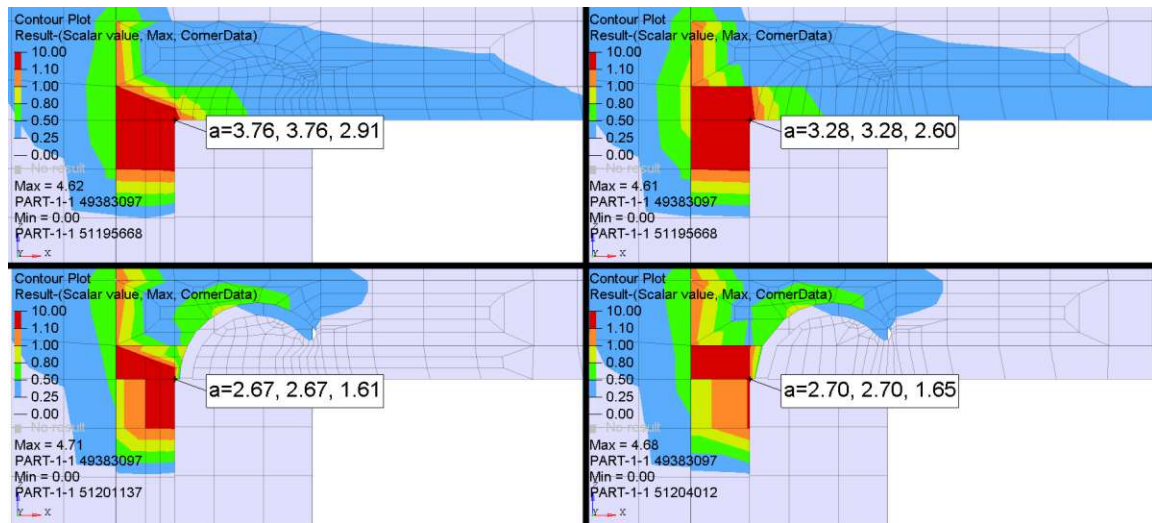 Contour Plot
Result-(Scalar value, Max, CornerData)
10.00
1.10
1.00
0.80
0.50
0.25
0.00
No result
Max = 4.62
PART-1-1 49383097
Min = 0.00
PART-1-1 51195668
Y X
a=3.76, 3.76, 2.91
Contour Plot
Result-(Scalar value, Max, CornerData)
10.00
1.10
1.00
0.80
0.50
0.25
0.00
No result
Max = 4.61
PART-1-1 49383097
Min = 0.00
PART-1-1 51195668
Y X
a=3.28, 3.28, 2.60
Contour Plot
Result-(Scalar value, Max, CornerData)
10.00
1.10
1.00
0.80
0.50
0.25
0.00
No result
Max = 4.71
PART-1-1 49383097
Min = 0.00
PART-1-1 51201137
Y X
a=2.67, 2.67, 1.61
Contour Plot
Result-(Scalar value, Max, CornerData)
10.00
1.10
1.00
0.80
0.50
0.25
0.00
No result
Max = 4.68
PART-1-1 49383097
Min = 0.00
PART-1-1 51204012
Y X
a=2.70, 2.70, 1.65